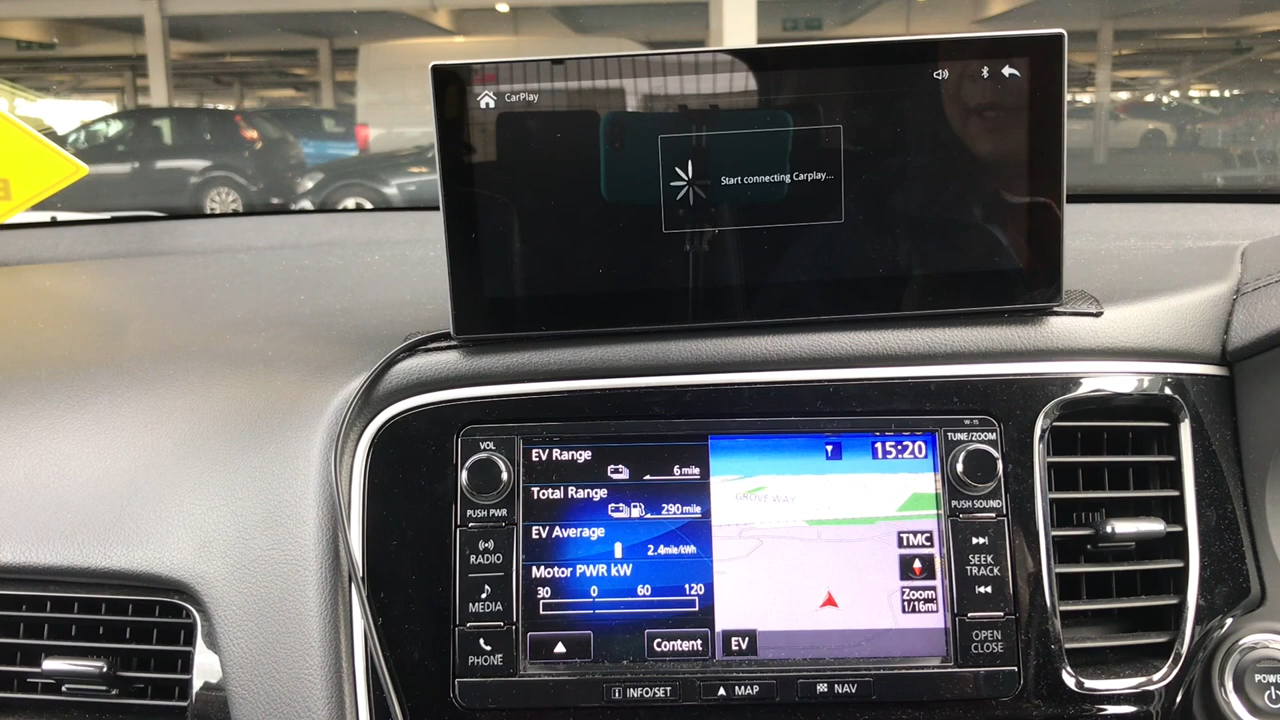 CarPlay
Start connecting Carplay...
W-15
VOL
PUSH PWR
RADIO
MEDIA
PHONE
EV Range
6 mile
Total Range
290 mile
EV Average
2.4mile/kWh
Motor PWR kW
30 0 60 120
Content
15:20
GROVE WAY
TMC
Zoom
1/16mi
EV
TUNE/ZOOM
PUSH SOUND
SEEK
TRACK
OPEN
CLOSE
INFO/SET
MAP
NAV
POWE